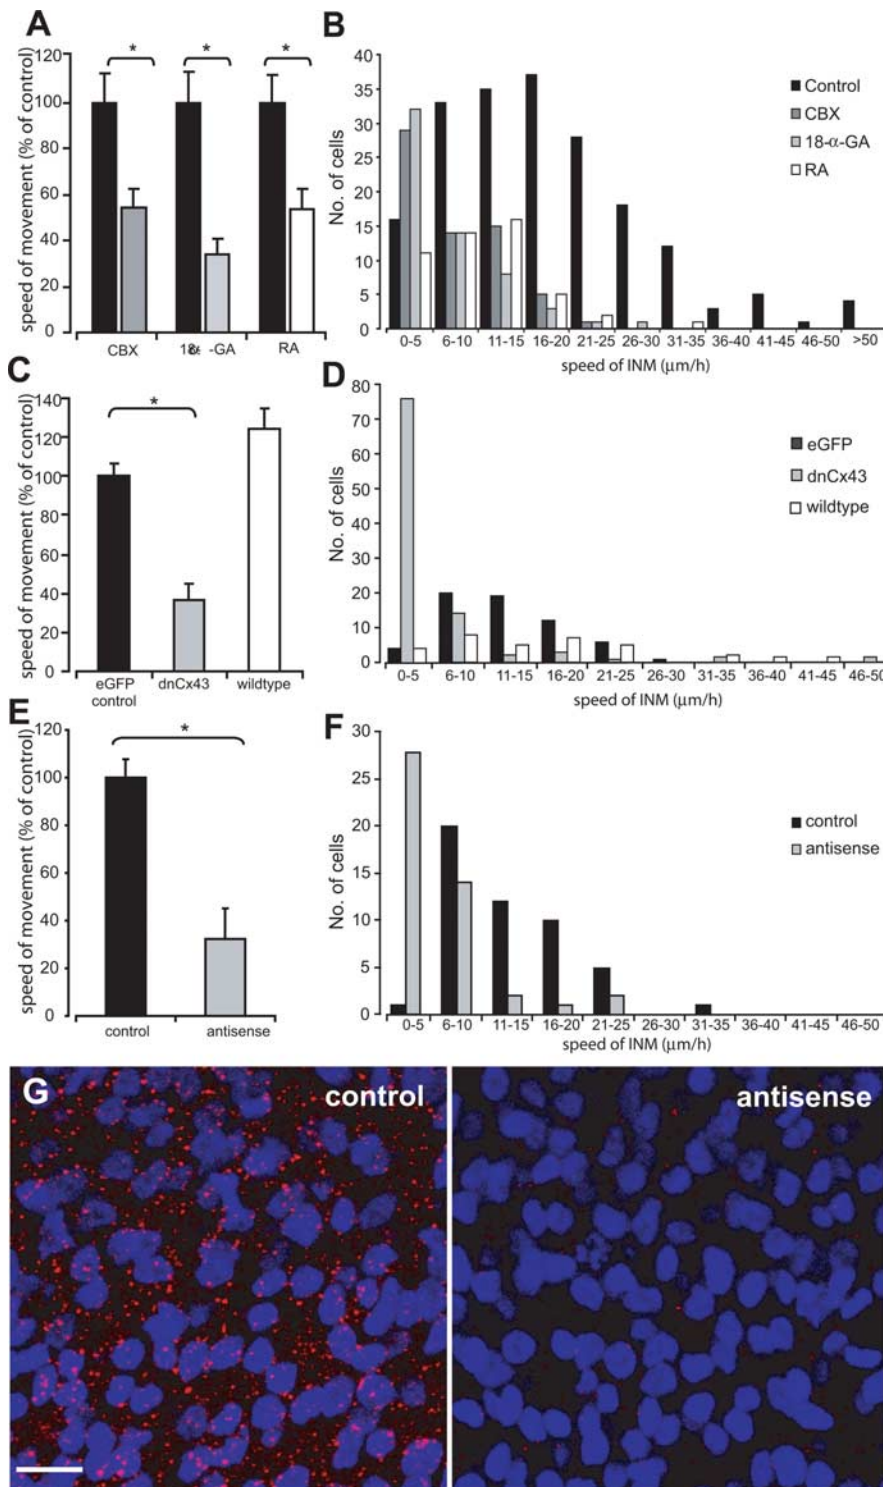 A
speed of movement (% of control)
120
100
80
60
40
20
0
* * *
CBX 18α -GA RA
B
No. of cells
40
35
30
25
20
15
10
5
0
Control
CBX
18-α-GA
RA
0-5 6-10 11-15 16-20 21-25 26-30 31-35 36-40 41-45 46-50 >50
speed of INM (μm/h)
C
speed of movement (% of control)
140
120
100
80
60
40
20
0
*
eGFP control dnCx43 wildtype
D
No. of cells
80
70
60
50
40
30
20
10
0
eGFP
dnCx43
wildtype
0-5 6-10 11-15 16-20 21-25 26-30 31-35 36-40 41-45 46-50
speed of INM (μm/h)
E
speed of movement (% of control)
120
100
80
60
40
20
0
*
control antisense
F
No. of cells
30
25
20
15
10
5
0
control
antisense
0-5 6-10 11-15 16-20 21-25 26-30 31-35 36-40 41-45 46-50
speed of INM (μm/h)
G control antisense